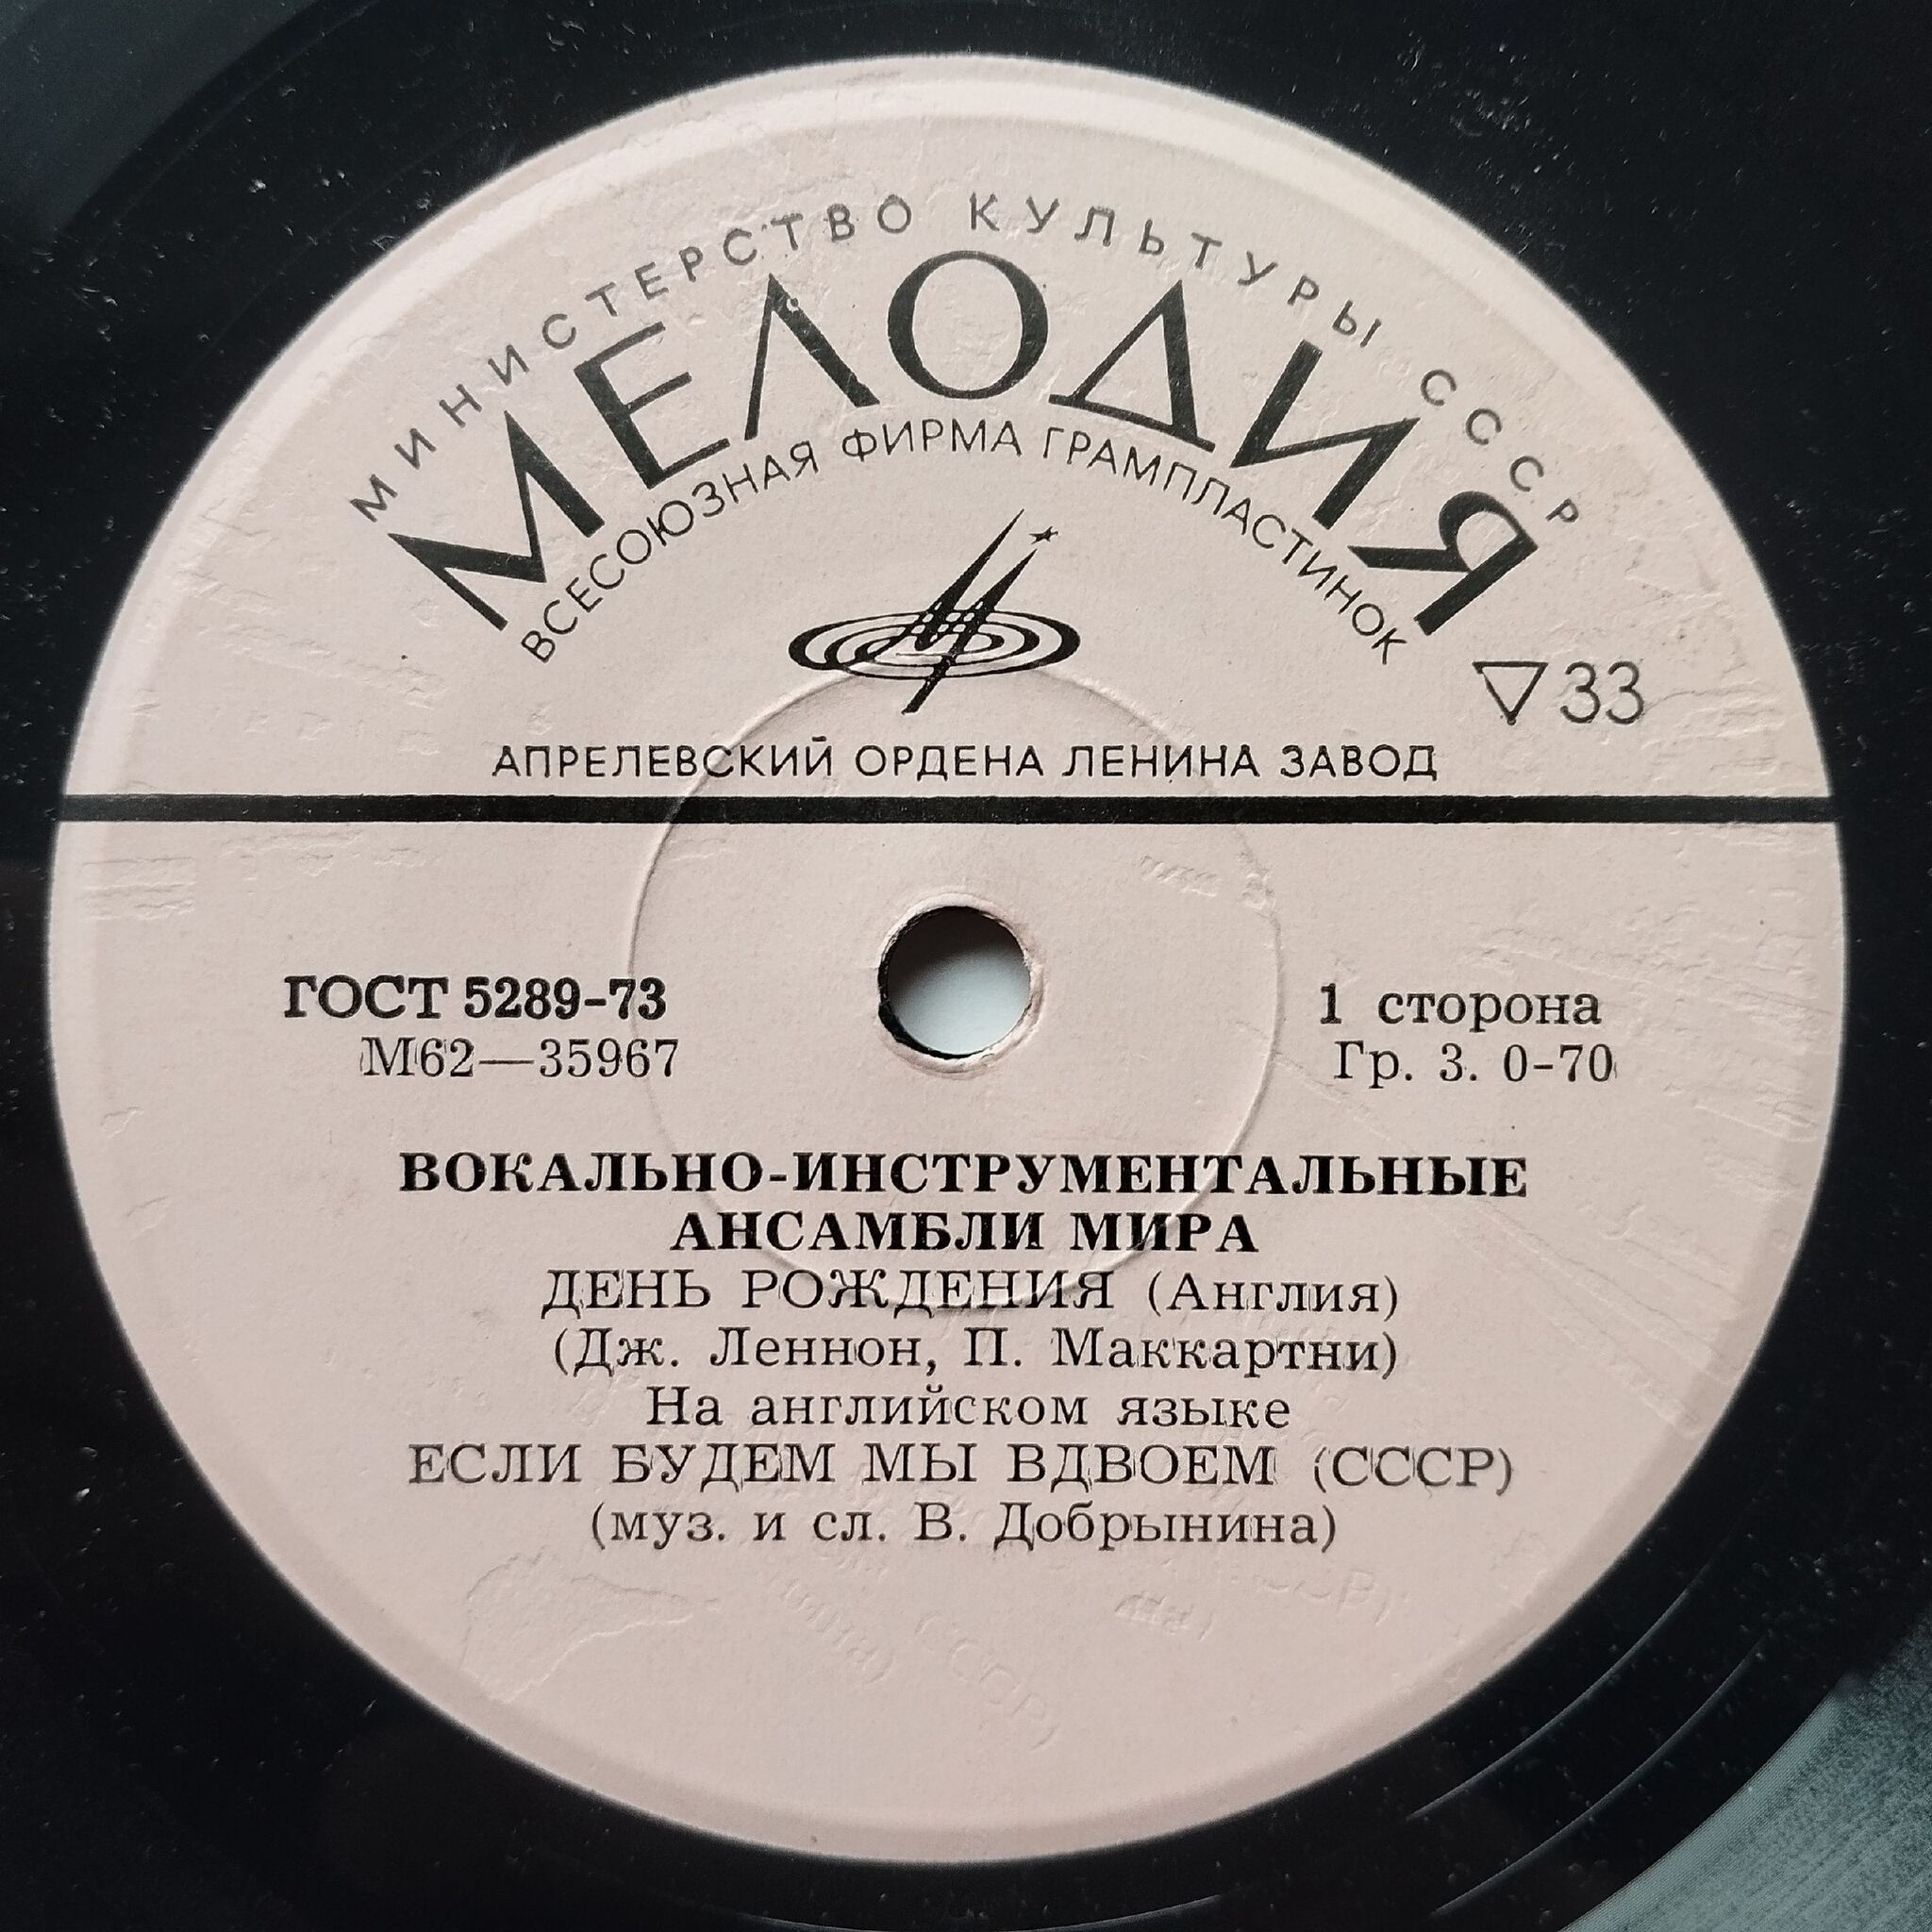 МИНИСТЕРСТВО КУЛЬТУРЫ СССР
МЕЛОДИЯ
ВСЕСОЮЗНАЯ ФИРМА ГРАМПЛАСТИНОК
▽33
АПРЕЛЕВСКИЙ ОРДЕНА ЛЕНИНА ЗАВОД
ГОСТ 5289-73
М62—35967
1 сторона
Гр. 3. 0-70
ВОКАЛЬНО-ИНСТРУМЕНТАЛЬНЫЕ
АНСАМБЛИ МИРА
ДЕНЬ РОЖДЕНИЯ (Англия)
(Дж. Леннон, П. Маккартни)
На английском языке
ЕСЛИ БУДЕМ МЫ ВДВОЕМ (СССР)
(муз. и сл. В. Добрынина)